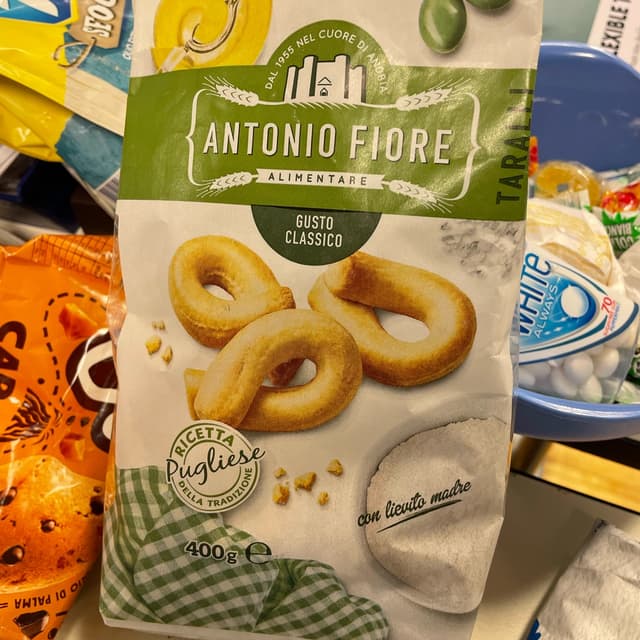 DAL 1955 NEL CUORE DI ANDRIA
ANTONIO FIORE
ALIMENTARE
TARALLI
GUSTO
CLASSICO
RICETTA
Pugliese
DELLA TRADIZIONE
con lievito madre
400g e
WHITE
ALWAYS
70